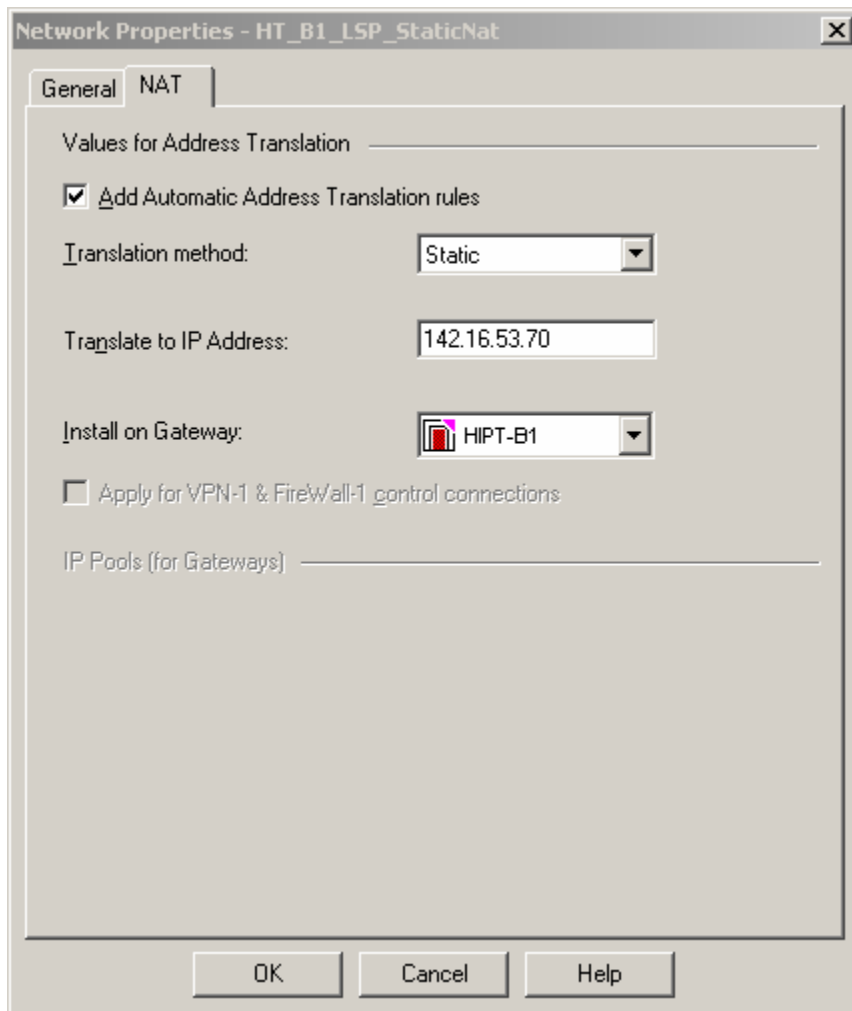 Network Properties - HT_B1_LSP_StaticNat
General NAT
Values for Address Translation
Add Automatic Address Translation rules
Translation method: Static
Translate to IP Address: 142.16.53.70
Install on Gateway: HIPT-B1
Apply for VPN-1 & FireWall-1 control connections
IP Pools (for Gateways)
OK Cancel Help